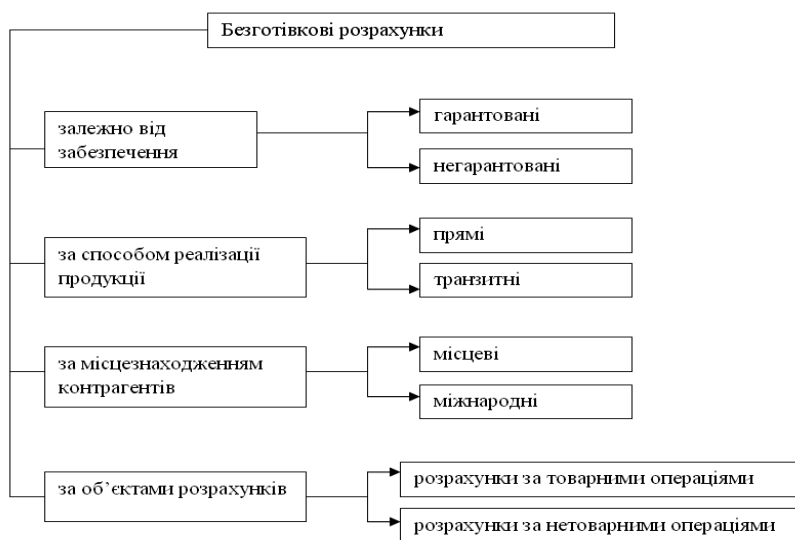 Безготівкові розрахунки
залежно від
забезпечення
гарантовані
негарантовані
за способом реалізації
продукції
прямі
транзитні
за місцезнаходженням
контрагентів
місцеві
міжнародні
за об’єктами розрахунків
розрахунки за товарними операціями
розрахунки за нетоварними операціями